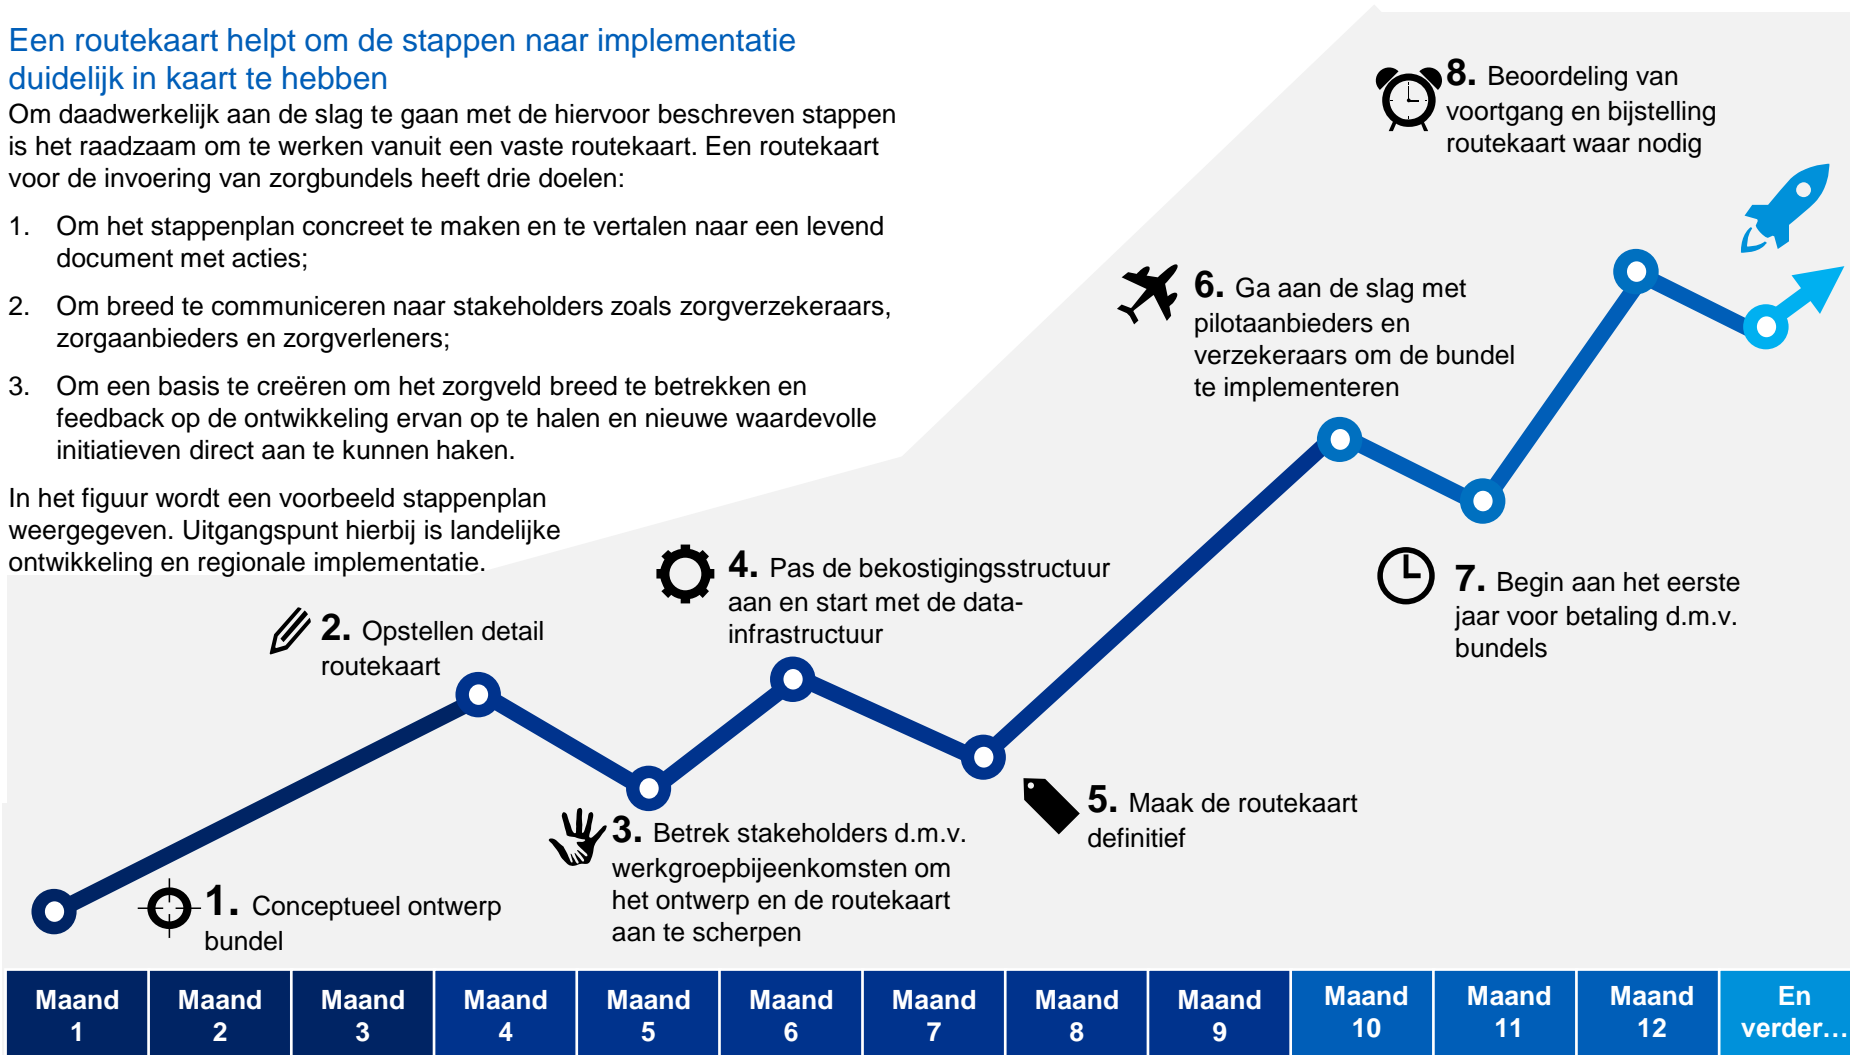 Een routekaart helpt om de stappen naar implementatie
duidelijk in kaart te hebben
Om daadwerkelijk aan de slag te gaan met de hiervoor beschreven stappen
is het raadzaam om te werken vanuit een vaste routekaart. Een routekaart
voor de invoering van zorgbundels heeft drie doelen:
1. Om het stappenplan concreet te maken en te vertalen naar een levend
document met acties;
2. Om breed te communiceren naar stakeholders zoals zorgverzekeraars,
zorgaanbieders en zorgverleners;
3. Om een basis te creëren om het zorgveld breed te betrekken en
feedback op de ontwikkeling ervan op te halen en nieuwe waardevolle
initiatieven direct aan te kunnen haken.
In het figuur wordt een voorbeeld stappenplan
weergegeven. Uitgangspunt hierbij is landelijke
ontwikkeling en regionale implementatie.
1. Conceptueel ontwerp
bundel
2. Opstellen detail
routekaart
3. Betrek stakeholders d.m.v.
werkgroepbijeenkomsten om
het ontwerp en de routekaart
aan te scherpen
4. Pas de bekostigingsstructuur
aan en start met de data-
infrastructuur
5. Maak de routekaart
definitief
6. Ga aan de slag met
pilotaanbieders en
verzekeraars om de bundel
te implementeren
7. Begin aan het eerste
jaar voor betaling d.m.v.
bundels
8. Beoordeling van
voortgang en bijstelling
routekaart waar nodig
Maand
1
Maand
2
Maand
3
Maand
4
Maand
5
Maand
6
Maand
7
Maand
8
Maand
9
Maand
10
Maand
11
Maand
12
En
verder…